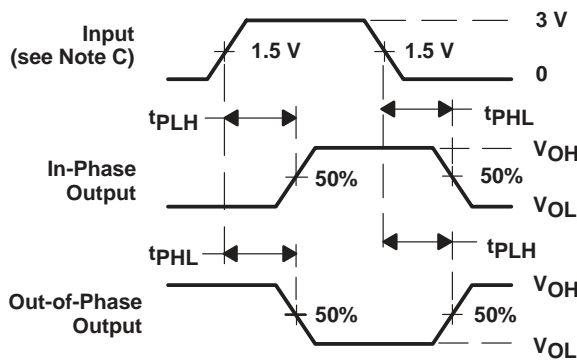 Input
(see Note C)
1.5 V
1.5 V
3 V
0
tPLH
tPHL
In-Phase
Output
50%
50%
VOH
VOL
tPHL
tPLH
Out-of-Phase
Output
50%
50%
VOH
VOL